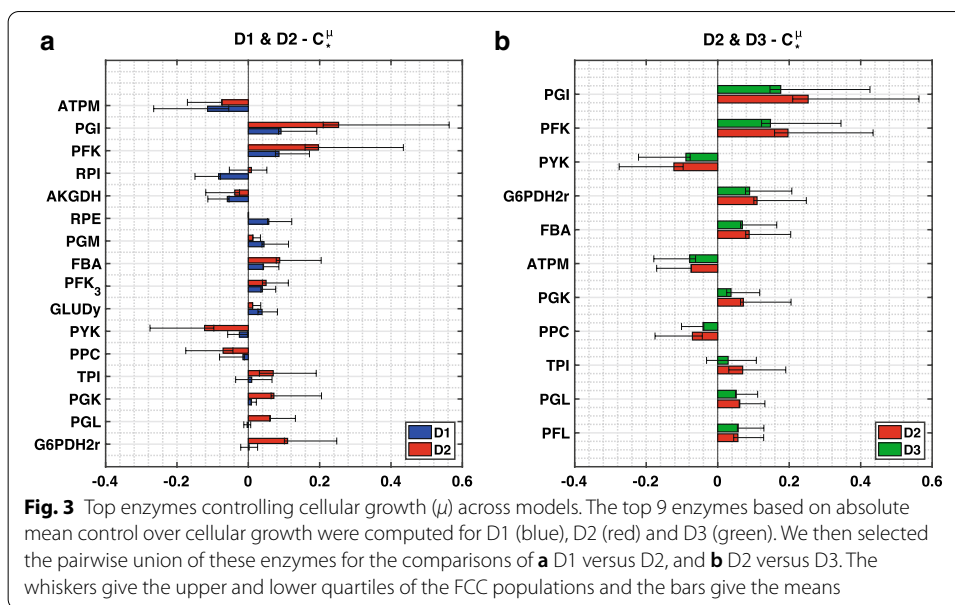 a
D1 & D2 - C⋆^μ
ATPM
PGI
PFK
RPI
AKGDH
RPE
PGM
FBA
PFK₃
GLUDy
PYK
PPC
TPI
PGK
PGL
G6PDH2r
D1
D2
-0.4 -0.2 0 0.2 0.4 0.6
b
D2 & D3 - C⋆^μ
PGI
PFK
PYK
G6PDH2r
FBA
ATPM
PGK
PPC
TPI
PGL
PFL
D2
D3
-0.4 -0.2 0 0.2 0.4 0.6
Fig. 3 Top enzymes controlling cellular growth (μ) across models. The top 9 enzymes based on absolute
mean control over cellular growth were computed for D1 (blue), D2 (red) and D3 (green). We then selected
the pairwise union of these enzymes for the comparisons of a D1 versus D2, and b D2 versus D3. The
whiskers give the upper and lower quartiles of the FCC populations and the bars give the means